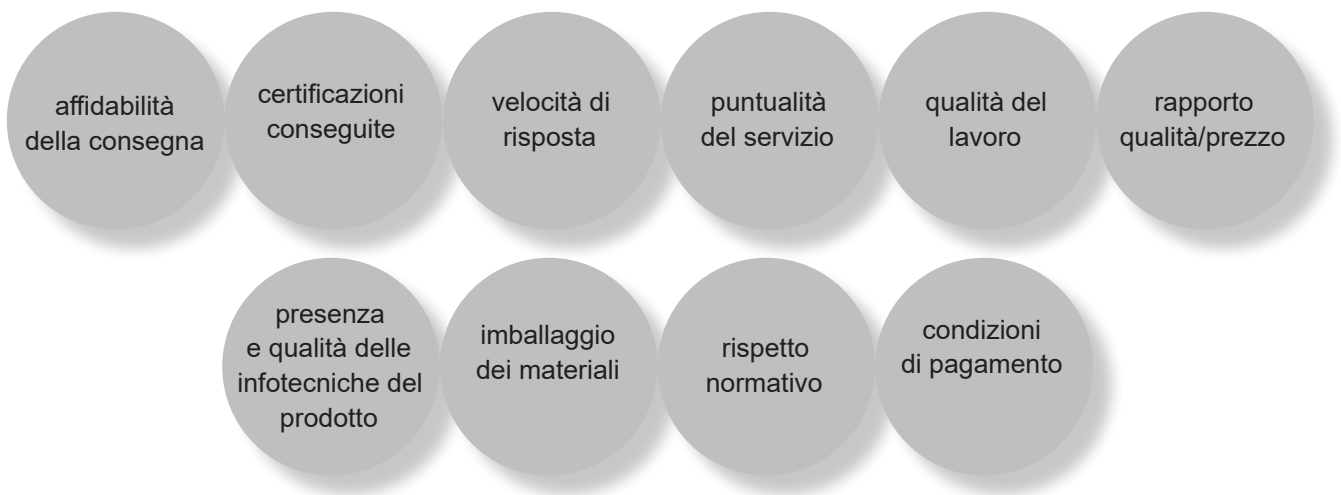 affidabilità
della consegna
certificazioni
conseguite
velocità di
risposta
puntualità
del servizio
qualità del
lavoro
rapporto
qualità/prezzo
presenza
e qualità delle
infotecniche del
prodotto
imballaggio
dei materiali
rispetto
normativo
condizioni
di pagamento